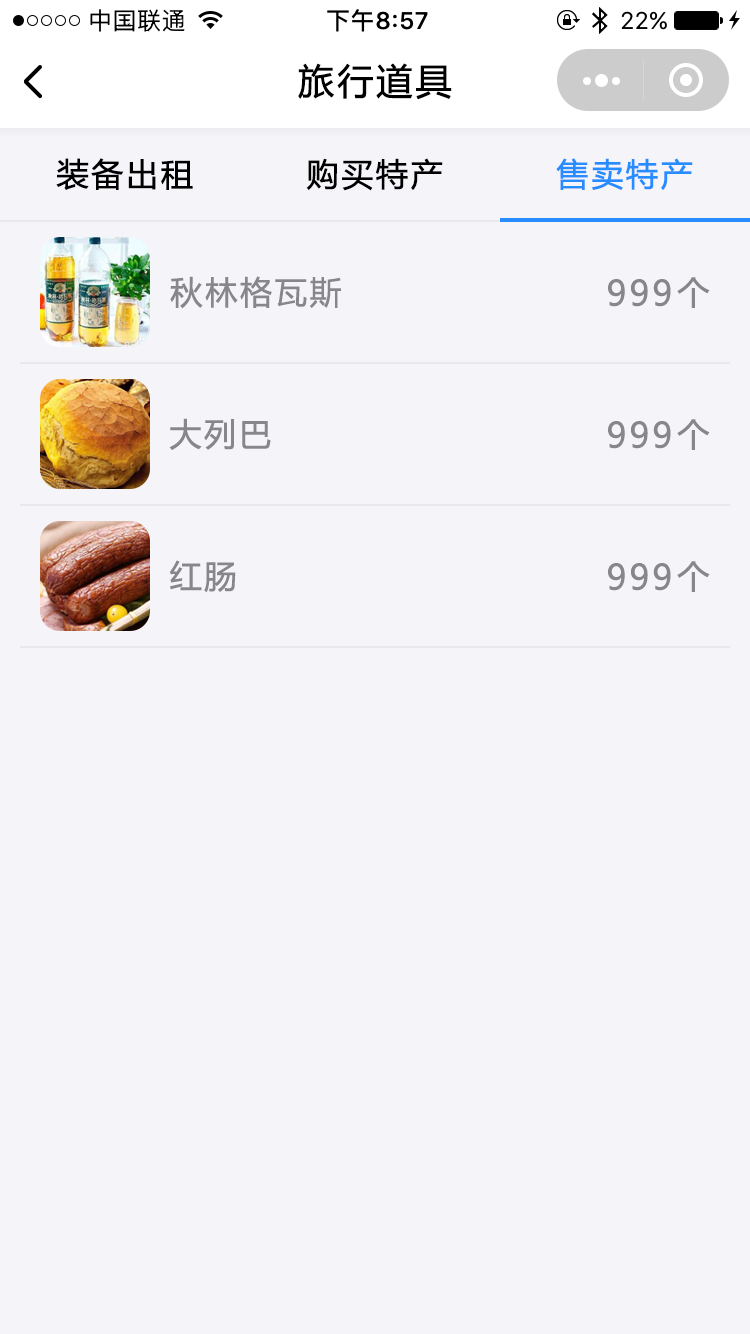 中国联通 下午8:57 22%
旅行道具
装备出租 购买特产 售卖特产
秋林格瓦斯 999个
大列巴 999个
红肠 999个